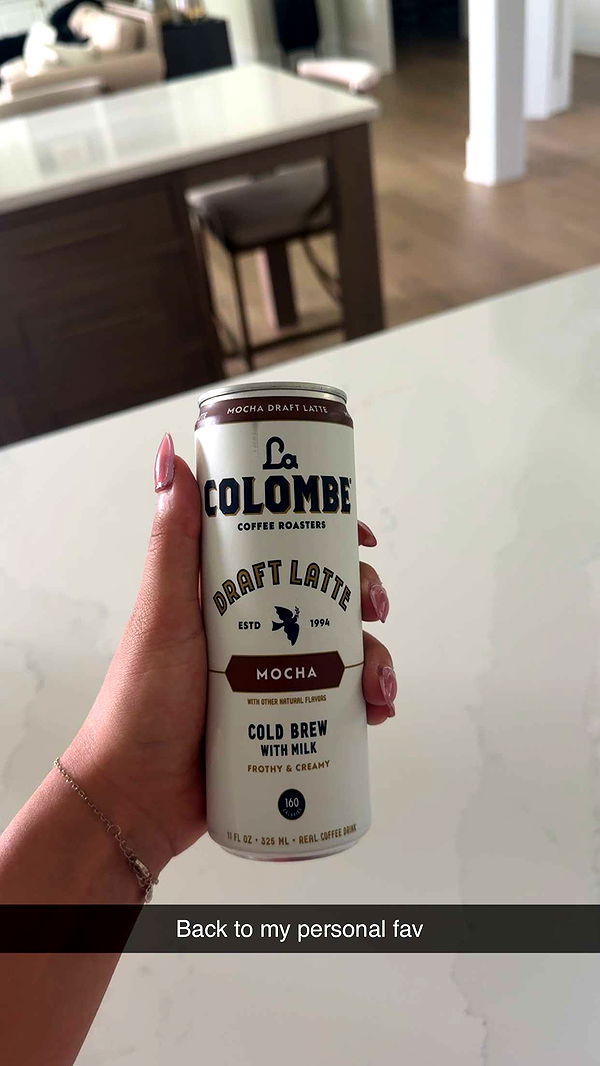 MOCHA DRAFT LATTE
La
COLOMBE
COFFEE ROASTERS
DRAFT LATTE
ESTD 1994
MOCHA
WITH OTHER NATURAL FLAVORS
COLD BREW
WITH MILK
FROTHY & CREAMY
160
CALORIES
11 FL OZ • 325 ML • REAL COFFEE DRINK
Back to my personal fav